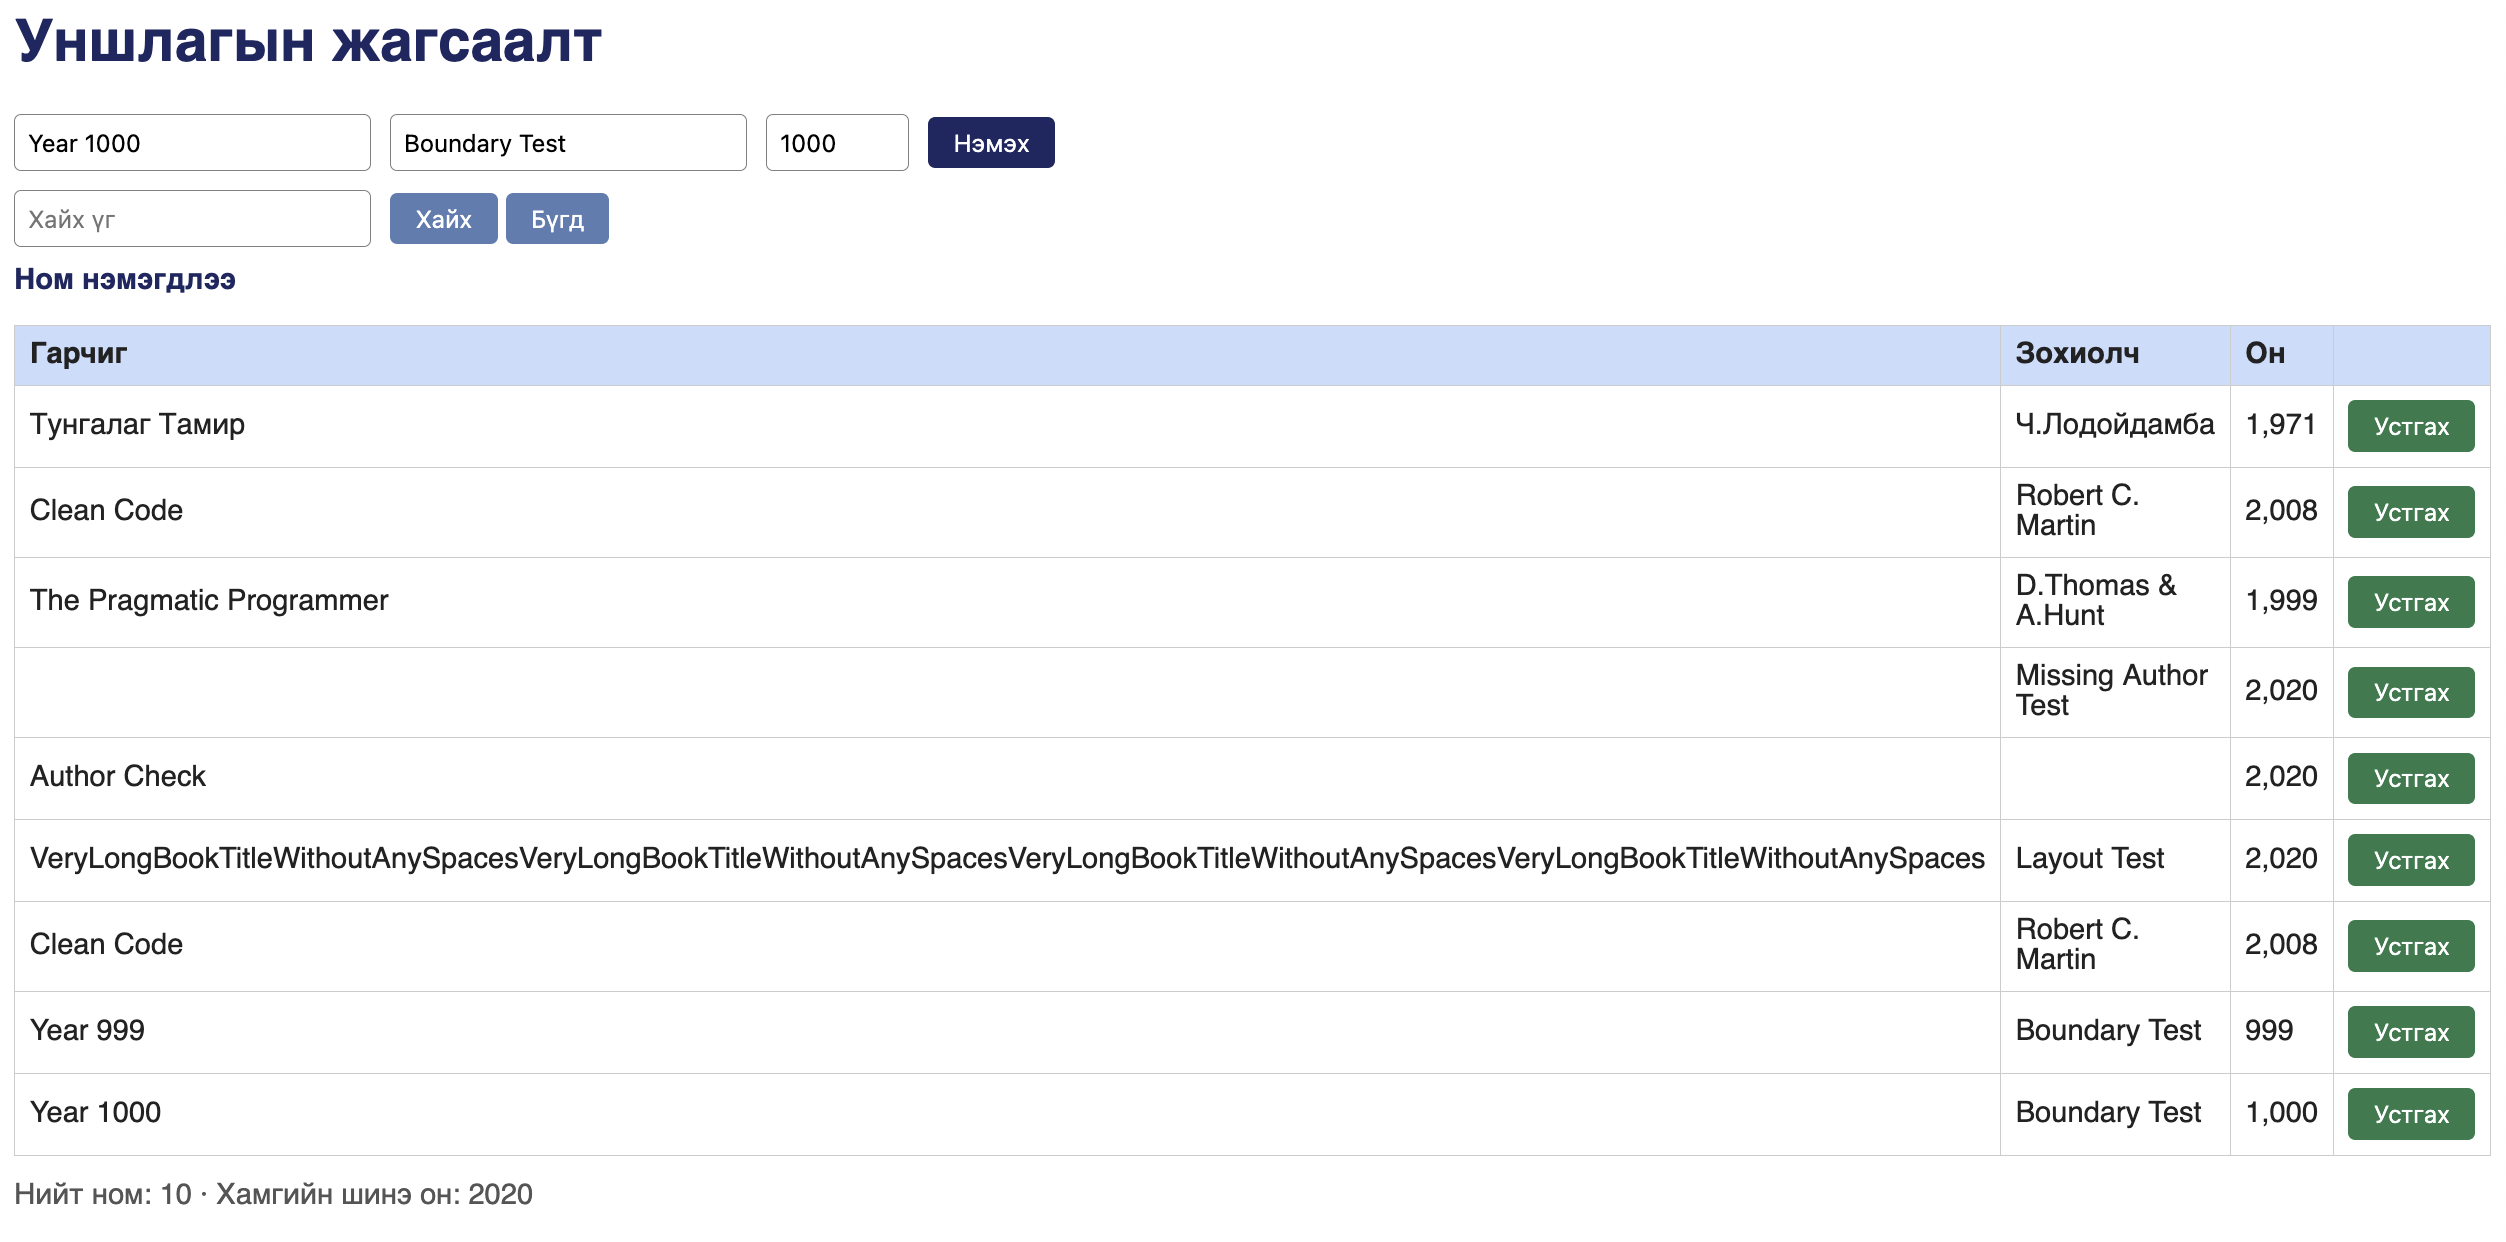 Уншлагын жагсаалт
Year 1000 Boundary Test 1000 Нэмэх
Хайх үг Хайх Бүгд
Ном нэмэгдлээ
Гарчиг Зохиолч Он
Тунгалаг Тамир Ч.Лодойдамба 1,971 Устгах
Clean Code Robert C. Martin 2,008 Устгах
The Pragmatic Programmer D.Thomas & A.Hunt 1,999 Устгах
Missing Author Test 2,020 Устгах
Author Check 2,020 Устгах
VeryLongBookTitleWithoutAnySpacesVeryLongBookTitleWithoutAnySpacesVeryLongBookTitleWithoutAnySpacesVeryLongBookTitleWithoutAnySpaces Layout Test 2,020 Устгах
Clean Code Robert C. Martin 2,008 Устгах
Year 999 Boundary Test 999 Устгах
Year 1000 Boundary Test 1,000 Устгах
Нийт ном: 10 · Хамгийн шинэ он: 2020